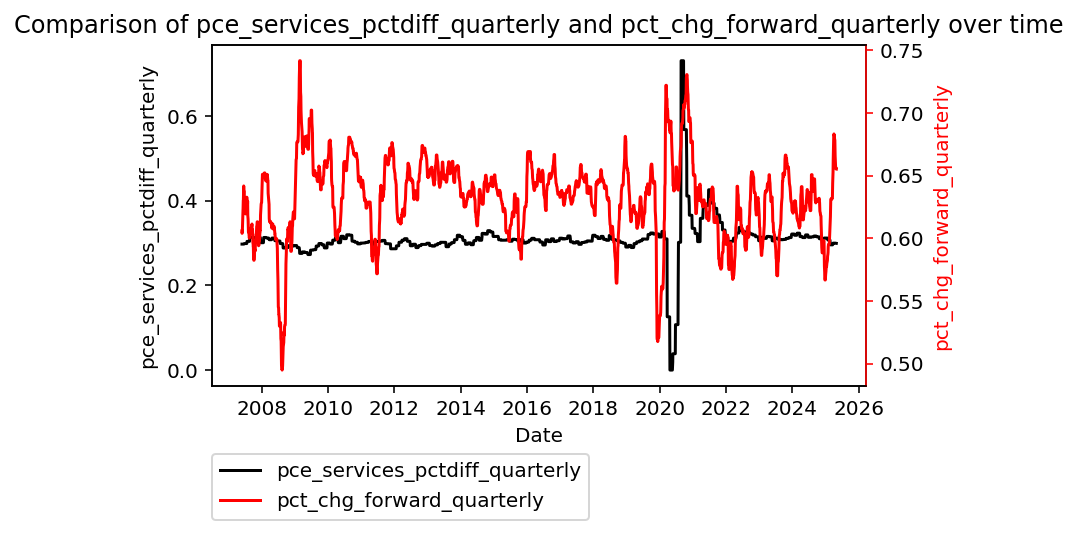 Comparison of pce_services_pctdiff_quarterly and pct_chg_forward_quarterly over time
pce_services_pctdiff_quarterly
0.6
0.4
0.2
0.0
0.75
0.70
0.65
0.60
0.55
0.50
pct_chg_forward_quarterly
2008 2010 2012 2014 2016 2018 2020 2022 2024 2026
Date
pce_services_pctdiff_quarterly
pct_chg_forward_quarterly